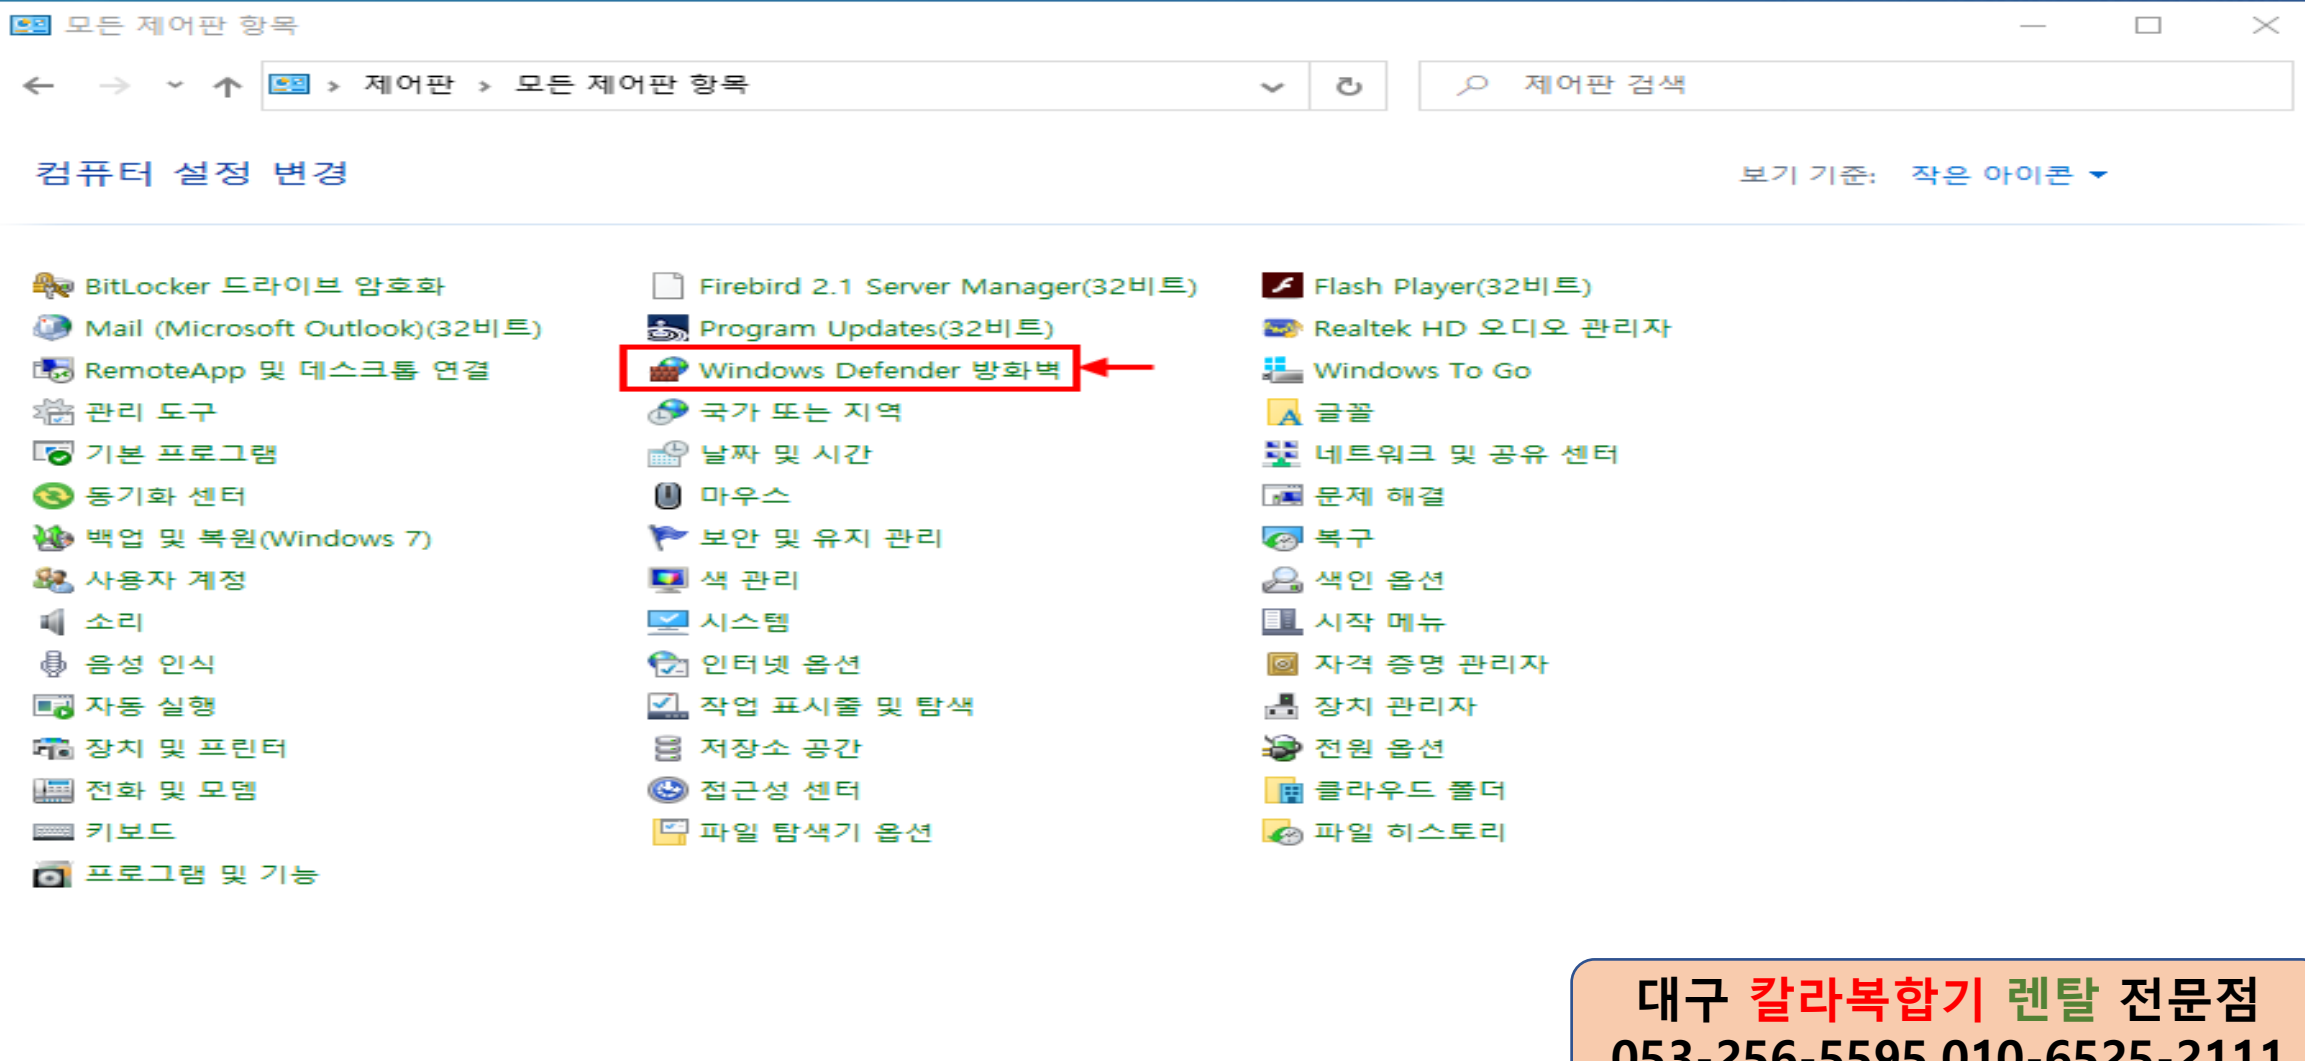 모든 제어판 항목
제어판 > 모든 제어판 항목
제어판 검색
컴퓨터 설정 변경
보기 기준: 작은 아이콘
BitLocker 드라이브 암호화
Firebird 2.1 Server Manager(32비트)
Flash Player(32비트)
Mail (Microsoft Outlook)(32비트)
Program Updates(32비트)
Realtek HD 오디오 관리자
RemoteApp 및 데스크톱 연결
Windows Defender 방화벽
Windows To Go
관리 도구
국가 또는 지역
글꼴
기본 프로그램
날짜 및 시간
네트워크 및 공유 센터
동기화 센터
마우스
문제 해결
백업 및 복원(Windows 7)
보안 및 유지 관리
복구
사용자 계정
색 관리
색인 옵션
소리
시스템
시작 메뉴
음성 인식
인터넷 옵션
자격 증명 관리자
자동 실행
작업 표시줄 및 탐색
장치 관리자
장치 및 프린터
저장소 공간
전원 옵션
전화 및 모뎀
접근성 센터
클라우드 폴더
키보드
파일 탐색기 옵션
파일 히스토리
프로그램 및 기능
대구 칼라복합기 렌탈 전문점
053-256-5595 010-6525-2111